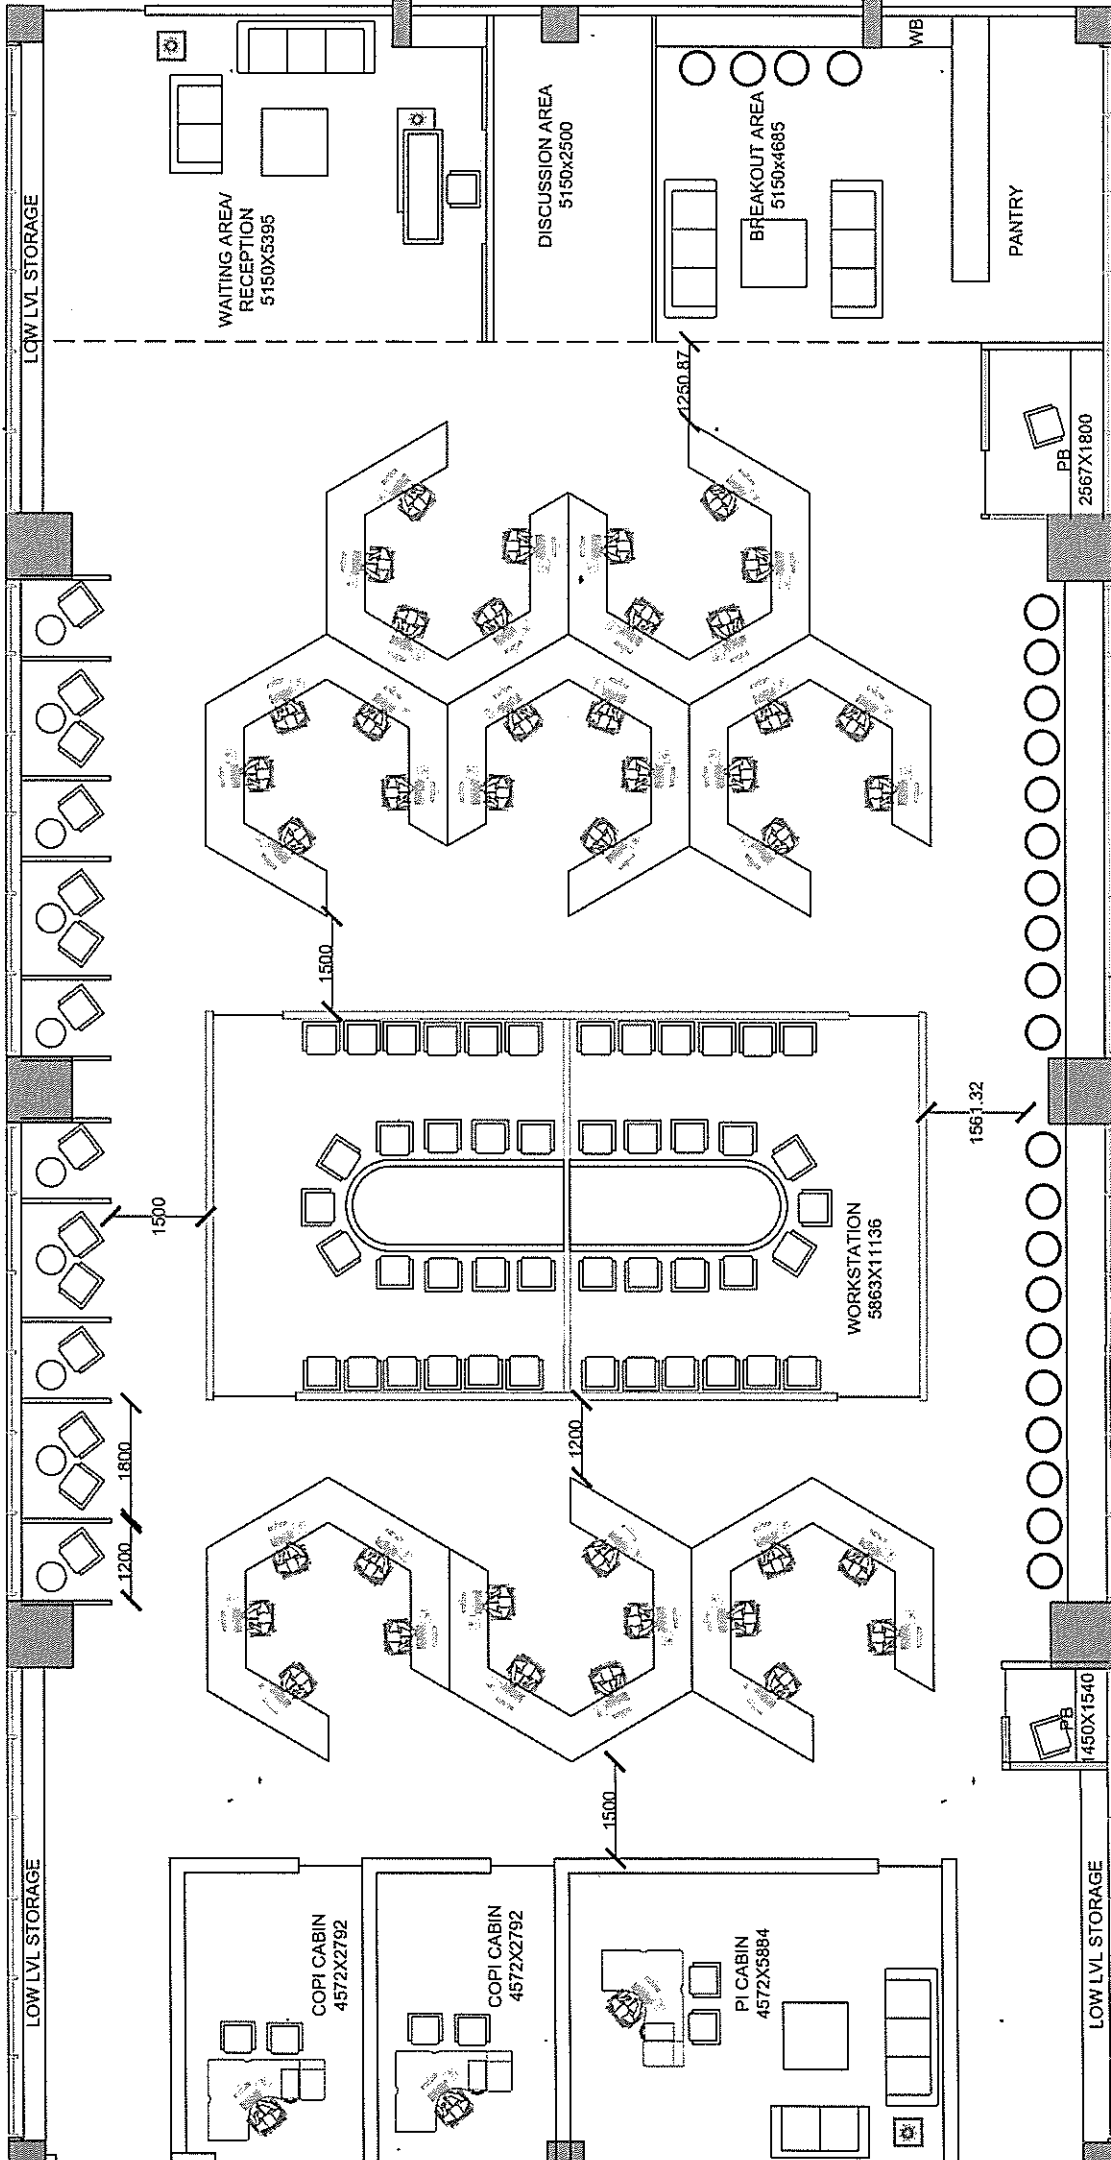 LOW LVL STORAGE
WAITING AREA/
RECEPTION
5150X5395
DISCUSSION AREA
5150x2500
BREAKOUT AREA
5150x4685
WB
PANTRY
1250.87
PB
2567X1800
1500
1561.32
1500
WORKSTATION
5863X11136
1800
1200
1200
1500
PB
1450X1540
LOW LVL STORAGE
COPI CABIN
4572X2792
COPI CABIN
4572X2792
PI CABIN
4572X5884
LOW LVL STORAGE